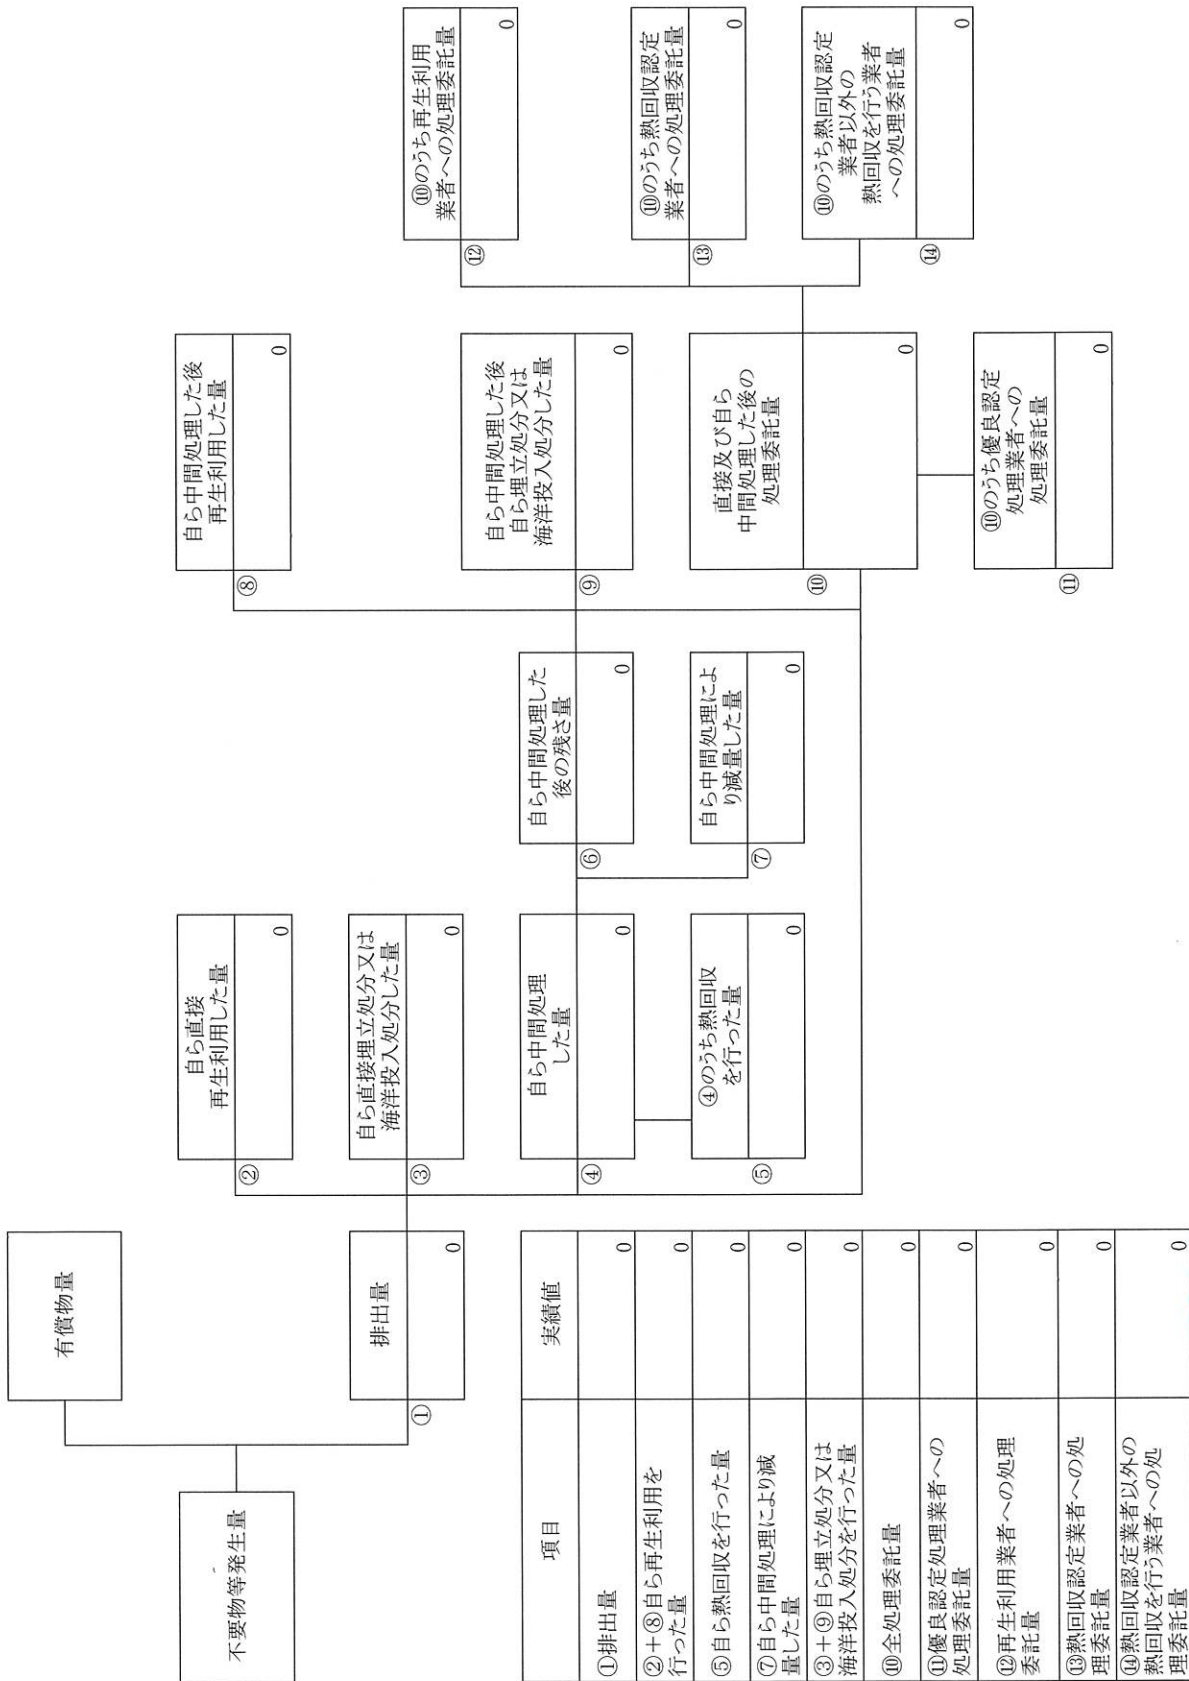 不要物等発生量
有償物量
排出量
①
0
自ら直接
再生利用した量
②
0
自ら直接埋立処分又は
海洋投入処分した量
③
0
自ら中間処理
した量
④
0
④のうち熱回収
を行った量
⑤
0
自ら中間処理した
後の残さ量
⑥
0
自ら中間処理によ
り減量した量
⑦
0
自ら中間処理した後
再生利用した量
⑧
0
自ら中間処理した後
自ら埋立処分又は
海洋投入処分した量
⑨
0
直接及び自ら
中間処理した後の
処理委託量
⑩
0
⑩のうち優良認定
処理業者への
処理委託量
⑪
0
⑩のうち再生利用
業者への処理委託量
⑫
0
⑩のうち熱回収認定
業者への処理委託量
⑬
0
⑩のうち熱回収認定
業者以外の
熱回収を行う業者
への処理委託量
⑭
0
項目 実績値
①排出量 0
②+⑧自ら再生利用を
行った量 0
⑤自ら熱回収を行った量 0
⑦自ら中間処理により減
量した量 0
③+⑨自ら埋立処分又は
海洋投入処分を行った量 0
⑩全処理委託量 0
⑪優良認定処理業者への
処理委託量 0
⑫再生利用業者への処理
委託量 0
⑬熱回収認定業者への処
理委託量 0
⑭熱回収認定業者以外の
熱回収を行う業者への処
理委託量 0